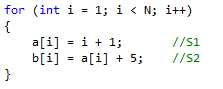 for (int i = 1; i < N; i++)
{
    a[i] = i + 1;       //S1
    b[i] = a[i] + 5;    //S2
}